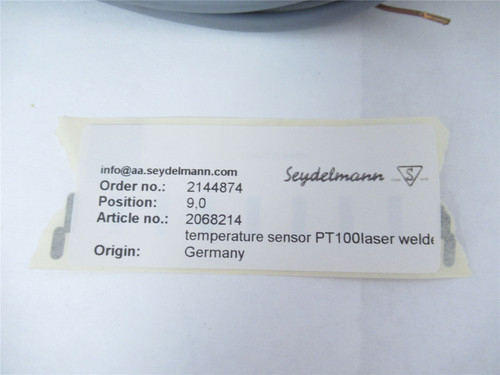 info@aa.seydelmann.com
Seydelmann S
Order no.: 2144874
Position: 9,0
Article no.: 2068214
temperature sensor PT100laser welde
Origin: Germany